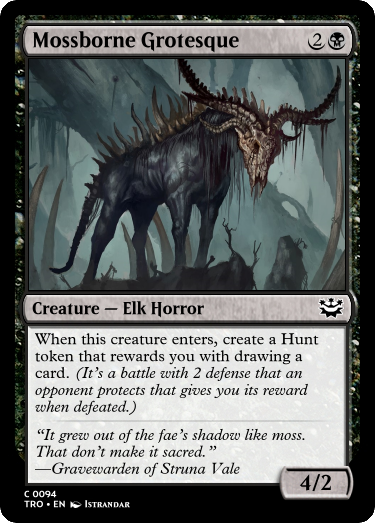 Mossborne Grotesque 2
Creature — Elk Horror
When this creature enters, create a Hunt
token that rewards you with drawing a
card. (It's a battle with 2 defense that an
opponent protects that gives you its reward
when defeated.)
"It grew out of the fae's shadow like moss.
That don't make it sacred."
—Gravewarden of Struna Vale
4/2
C 0094
TRO • EN Istrandar